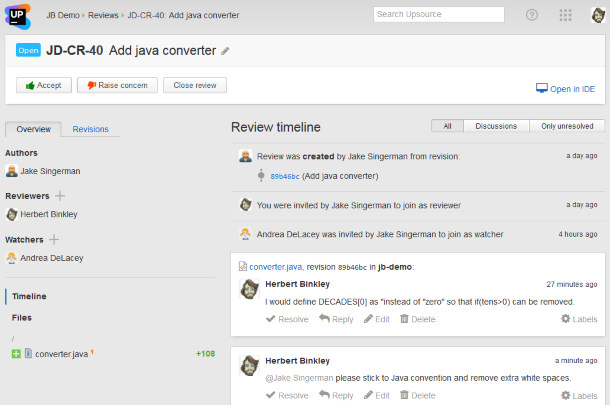 UP
JB Demo › Reviews › JD-CR-40: Add java converter
Search Upsource
?
Open JD-CR-40 Add java converter
Accept
Raise concern
Close review
Open in IDE
Overview
Revisions
Authors
Jake Singerman
Reviewers
Herbert Binkley
Watchers
Andrea DeLacey
Timeline
Files
/
converter.java 1 +108
Review timeline
All
Discussions
Only unresolved
Review was created by Jake Singerman from revision: a day ago
89b46bc (Add java converter)
You were invited by Jake Singerman to join as reviewer a day ago
Andrea DeLacey was invited by Jake Singerman to join as watcher 4 hours ago
converter.java, revision 89b46bc in jb-demo:
Herbert Binkley 27 minutes ago
I would define DECADES[0] as "instead of "zero" so that if(tens>0) can be removed.
Resolve Reply Edit Delete Labels
Herbert Binkley a minute ago
@Jake Singerman please stick to Java convention and remove extra white spaces.
Resolve Reply Edit Delete Labels